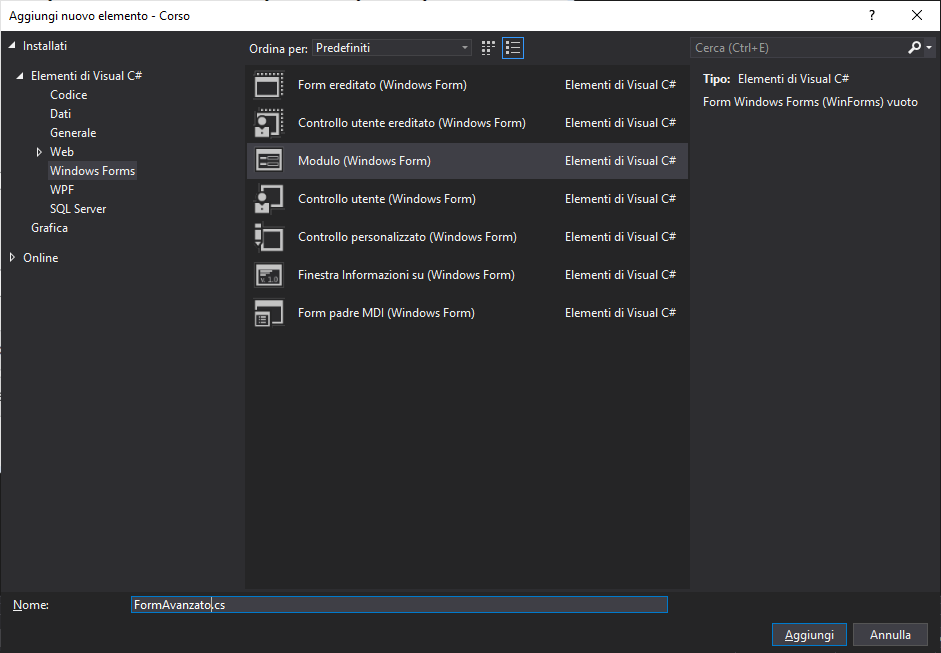 Aggiungi nuovo elemento - Corso
?
Installati
Elementi di Visual C#
Codice
Dati
Generale
Web
Windows Forms
WPF
SQL Server
Grafica
Online
Ordina per: Predefiniti
Form ereditato (Windows Form) Elementi di Visual C#
Controllo utente ereditato (Windows Form) Elementi di Visual C#
Modulo (Windows Form) Elementi di Visual C#
Controllo utente (Windows Form) Elementi di Visual C#
Controllo personalizzato (Windows Form) Elementi di Visual C#
Finestra Informazioni su (Windows Form) Elementi di Visual C#
Form padre MDI (Windows Form) Elementi di Visual C#
Cerca (Ctrl+E)
Tipo: Elementi di Visual C#
Form Windows Forms (WinForms) vuoto
Nome: FormAvanzato.cs
Aggiungi Annulla